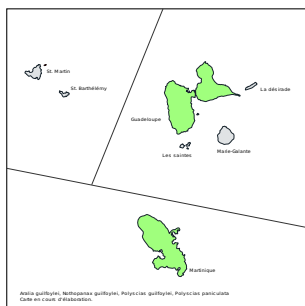 St. Martin
St. Barthélémy
La désirade
Guadeloupe
Les saintes
Marie-Galante
Martinique
Aralia guilfoylei, Nothopanax guilfoylei, Polyscias guilfoylei, Polyscias paniculata
Carte en cours d'élaboration.